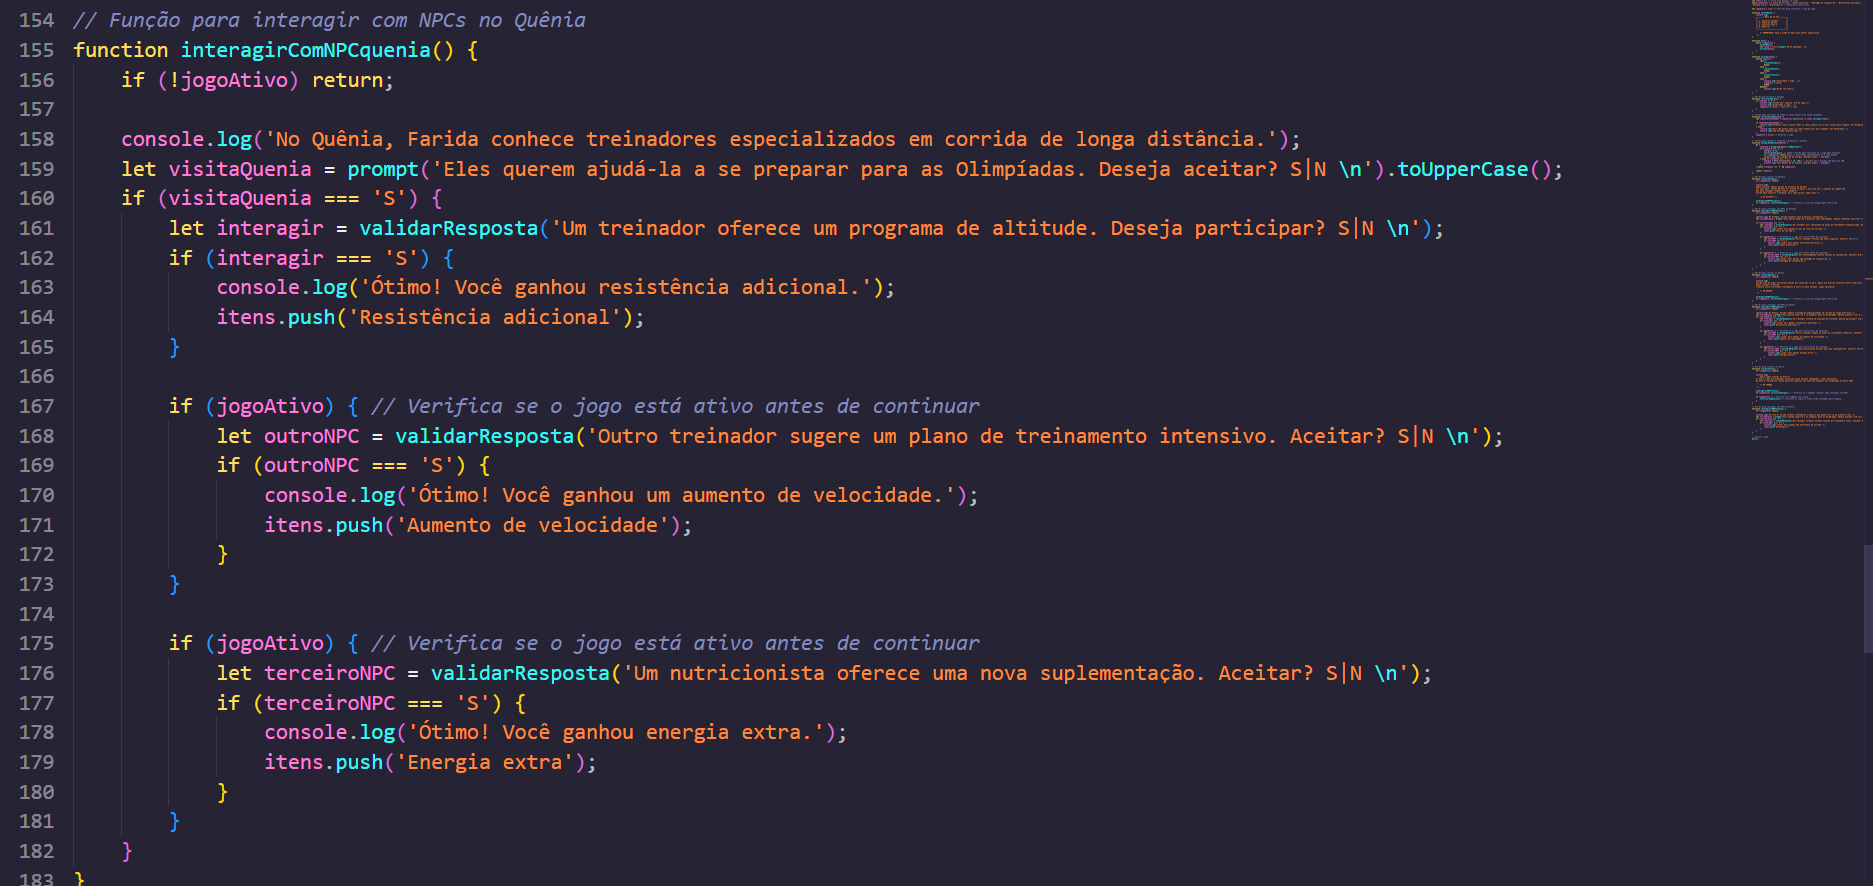 154 // Função para interagir com NPCs no Quênia
155 function interagirComNPCquenia() {
156     if (!jogoAtivo) return;
157
158     console.log('No Quênia, Farida conhece treinadores especializados em corrida de longa distância.');
159     let visitaQuenia = prompt('Eles querem ajudá-la a se preparar para as Olimpíadas. Deseja aceitar? S|N \n').toUpperCase();
160     if (visitaQuenia === 'S') {
161         let interagir = validarResposta('Um treinador oferece um programa de altitude. Deseja participar? S|N \n');
162         if (interagir === 'S') {
163             console.log('Ótimo! Você ganhou resistência adicional.');
164             itens.push('Resistência adicional');
165         }
166
167         if (jogoAtivo) { // Verifica se o jogo está ativo antes de continuar
168             let outroNPC = validarResposta('Outro treinador sugere um plano de treinamento intensivo. Aceitar? S|N \n');
169             if (outroNPC === 'S') {
170                 console.log('Ótimo! Você ganhou um aumento de velocidade.');
171                 itens.push('Aumento de velocidade');
172             }
173         }
174
175         if (jogoAtivo) { // Verifica se o jogo está ativo antes de continuar
176             let terceiroNPC = validarResposta('Um nutricionista oferece uma nova suplementação. Aceitar? S|N \n');
177             if (terceiroNPC === 'S') {
178                 console.log('Ótimo! Você ganhou energia extra.');
179                 itens.push('Energia extra');
180             }
181         }
182     }
183 }